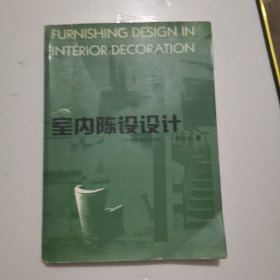 FURNISHING DESIGN IN
INTERIOR DECORATION
室内陈设设计